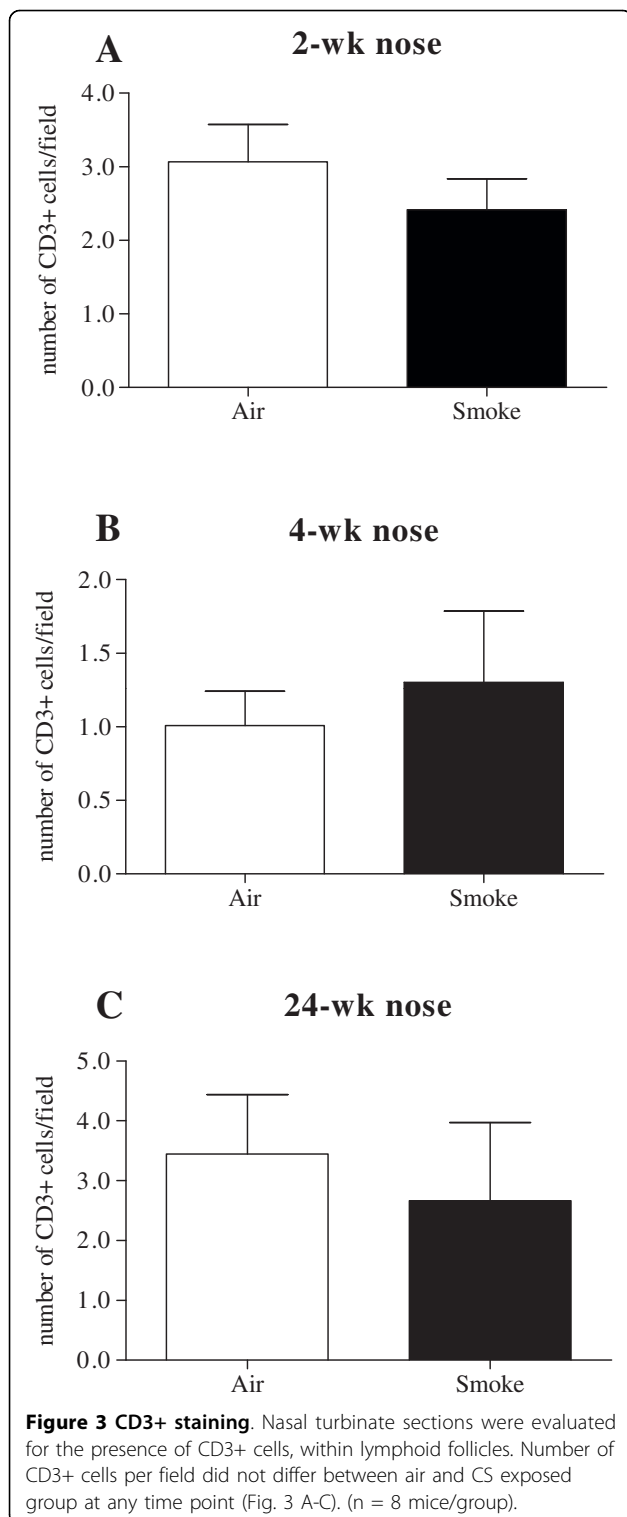 A 2-wk nose
number of CD3+ cells/field
4.0
3.0
2.0
1.0
0.0
Air Smoke
B 4-wk nose
number of CD3+ cells/field
2.0
1.5
1.0
0.5
0.0
Air Smoke
C 24-wk nose
number of CD3+ cells/field
5.0
4.0
3.0
2.0
1.0
0.0
Air Smoke
Figure 3 CD3+ staining. Nasal turbinate sections were evaluated
for the presence of CD3+ cells, within lymphoid follicles. Number of
CD3+ cells per field did not differ between air and CS exposed
group at any time point (Fig. 3 A-C). (n = 8 mice/group).